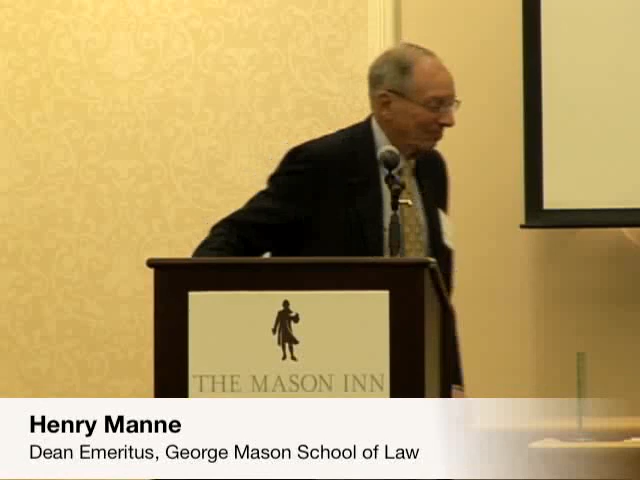 THE MASON INN
Henry Manne
Dean Emeritus, George Mason School of Law